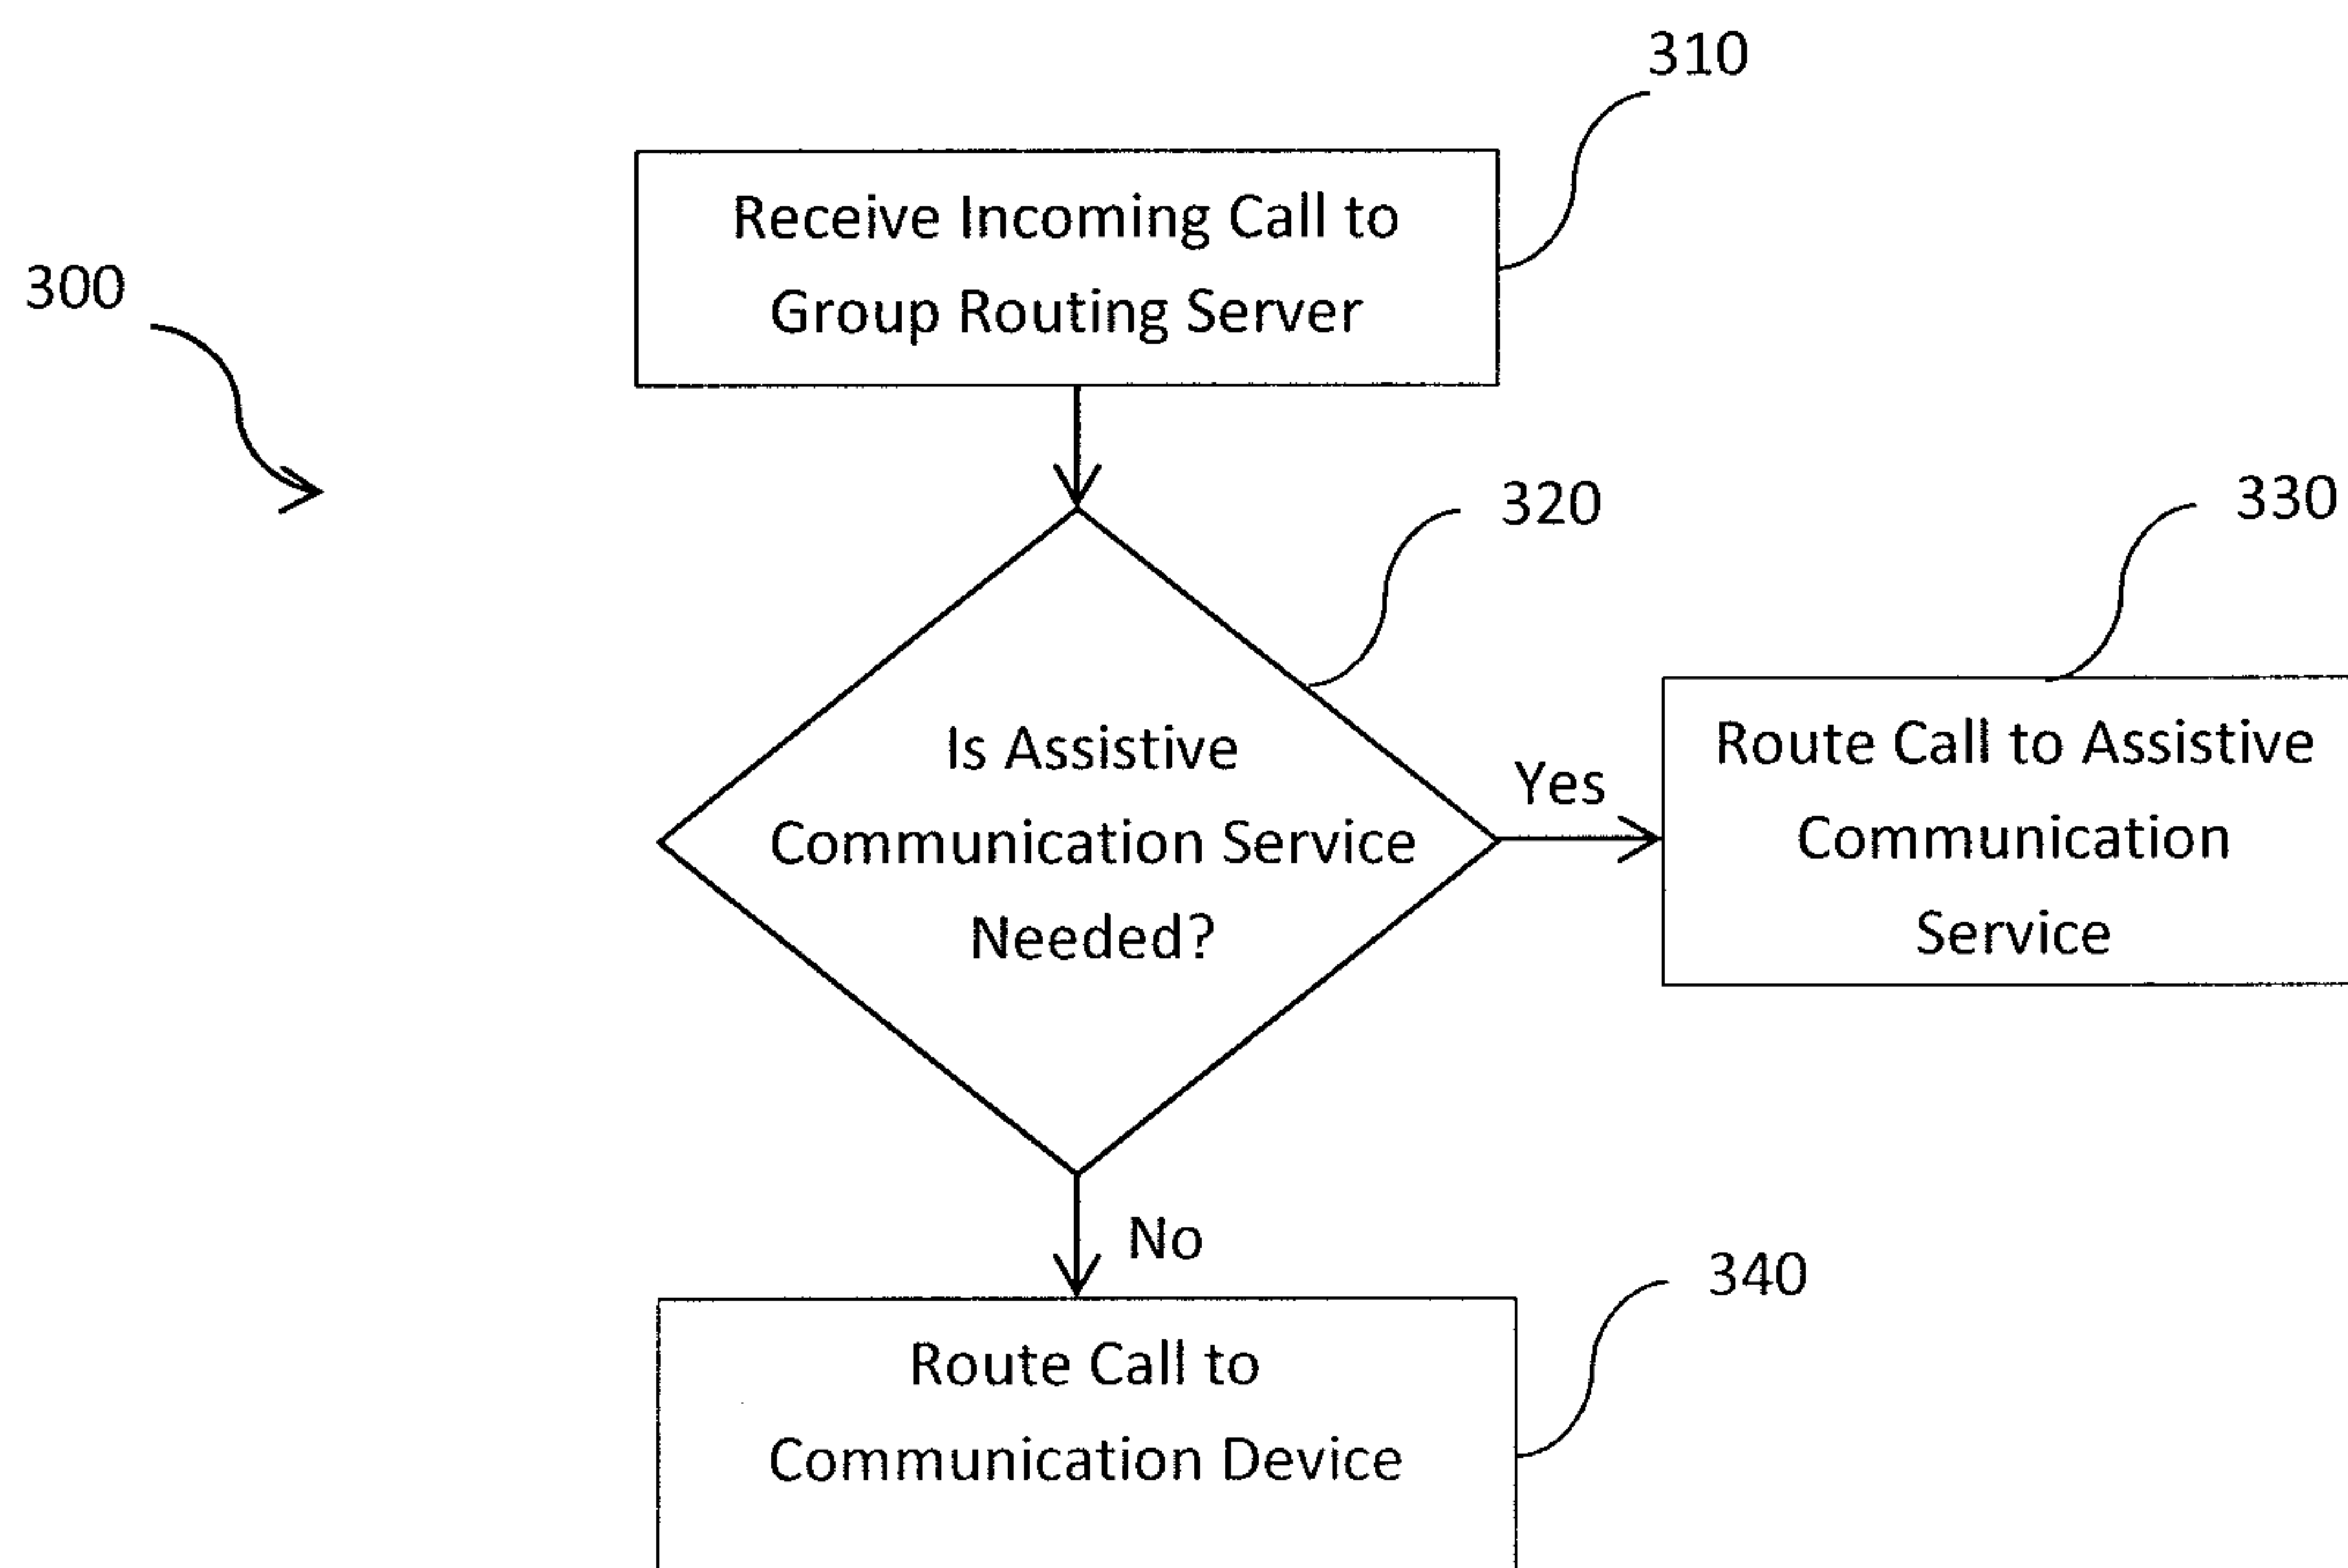 310
Receive Incoming Call to
Group Routing Server
300
320
330
Is Assistive
Communication Service
Needed?
Yes
Route Call to Assistive
Communication
Service
No
340
Route Call to
Communication Device